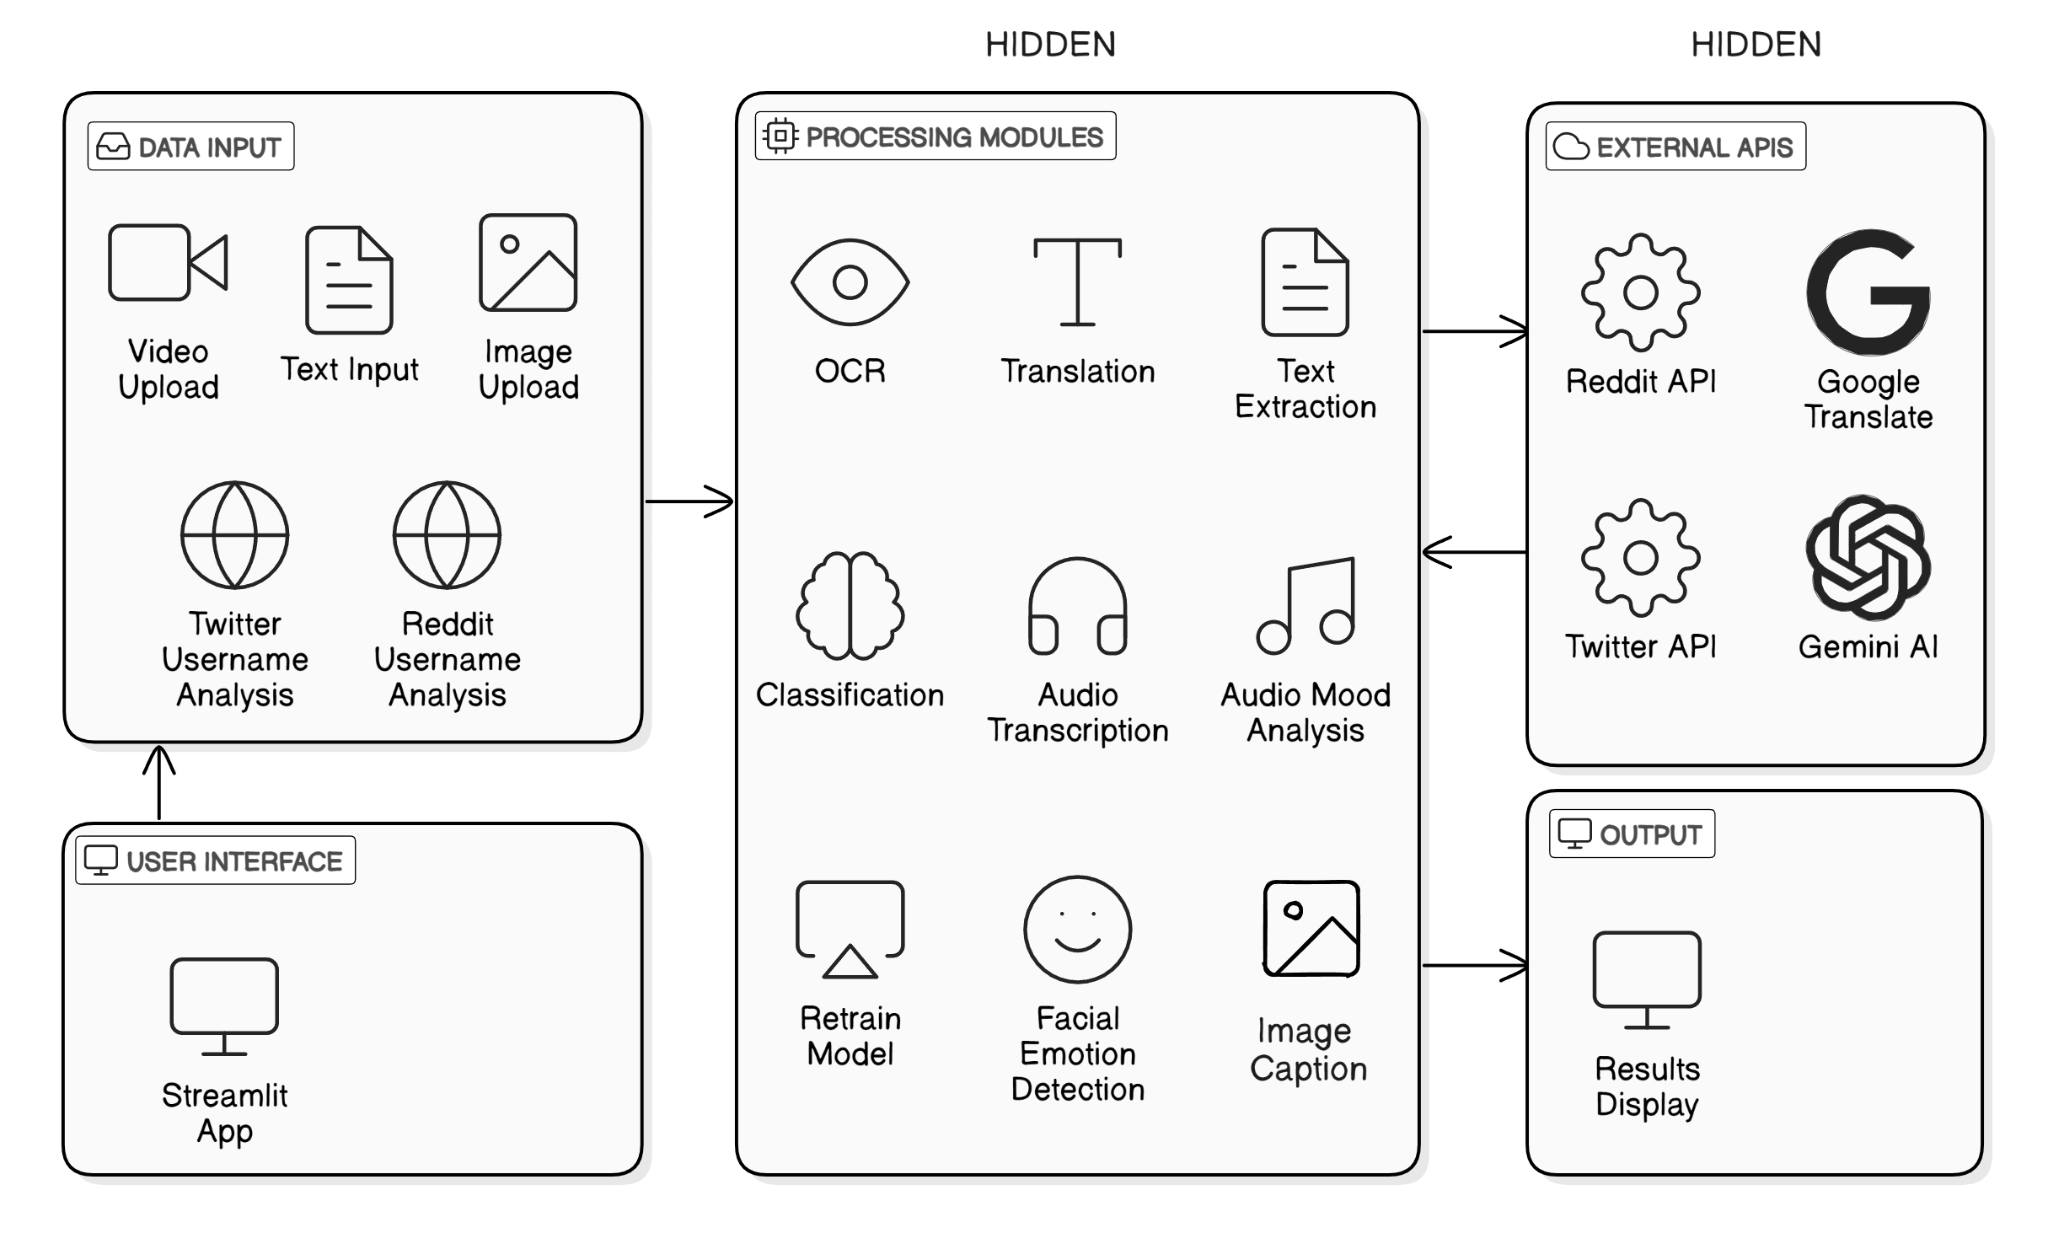 HIDDEN
HIDDEN
DATA INPUT
Video
Upload
Text Input
Image
Upload
Twitter
Username
Analysis
Reddit
Username
Analysis
USER INTERFACE
Streamlit
App
PROCESSING MODULES
OCR
Translation
Text
Extraction
Classification
Audio
Transcription
Audio Mood
Analysis
Retrain
Model
Facial
Emotion
Detection
Image
Caption
EXTERNAL APIS
Reddit API
Google
Translate
Twitter API
Gemini AI
OUTPUT
Results
Display